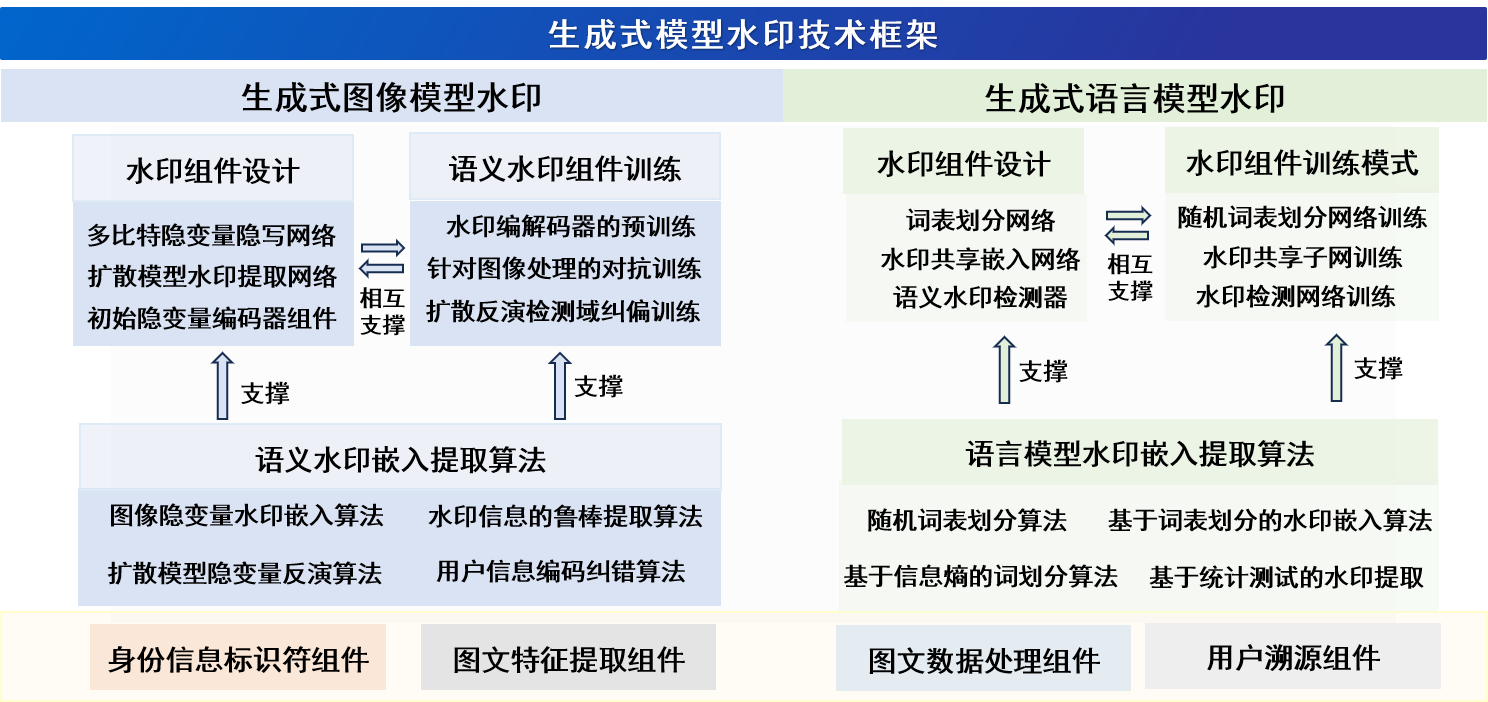 生成式模型水印技术框架
生成式图像模型水印
生成式语言模型水印
水印组件设计
多比特隐变量隐写网络
扩散模型水印提取网络
初始隐变量编码器组件
相互
支撑
语义水印组件训练
水印编解码器的预训练
针对图像处理的对抗训练
扩散反演检测域纠偏训练
支撑
支撑
语义水印嵌入提取算法
图像隐变量水印嵌入算法
水印信息的鲁棒提取算法
扩散模型隐变量反演算法
用户信息编码纠错算法
水印组件设计
词表划分网络
水印共享嵌入网络
语义水印检测器
相互
支撑
水印组件训练模式
随机词表划分网络训练
水印共享子网训练
水印检测网络训练
支撑
支撑
语言模型水印嵌入提取算法
随机词表划分算法
基于词表划分的水印嵌入算法
基于信息熵的词划分算法
基于统计测试的水印提取
身份信息标识符组件
图文特征提取组件
图文数据处理组件
用户溯源组件